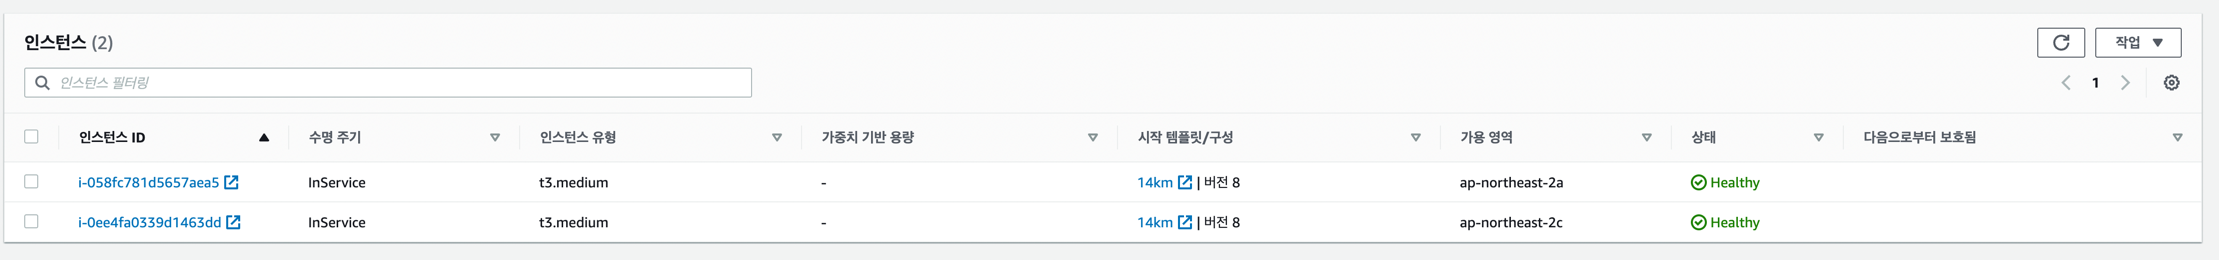 인스턴스 (2)
작업
인스턴스 필터링
1
인스턴스 ID 수명 주기 인스턴스 유형 가중치 기반 용량 시작 템플릿/구성 가용 영역 상태 다음으로부터 보호됨
i-058fc781d5657aea5 InService t3.medium - 14km | 버전 8 ap-northeast-2a Healthy
i-0ee4fa0339d1463dd InService t3.medium - 14km | 버전 8 ap-northeast-2c Healthy